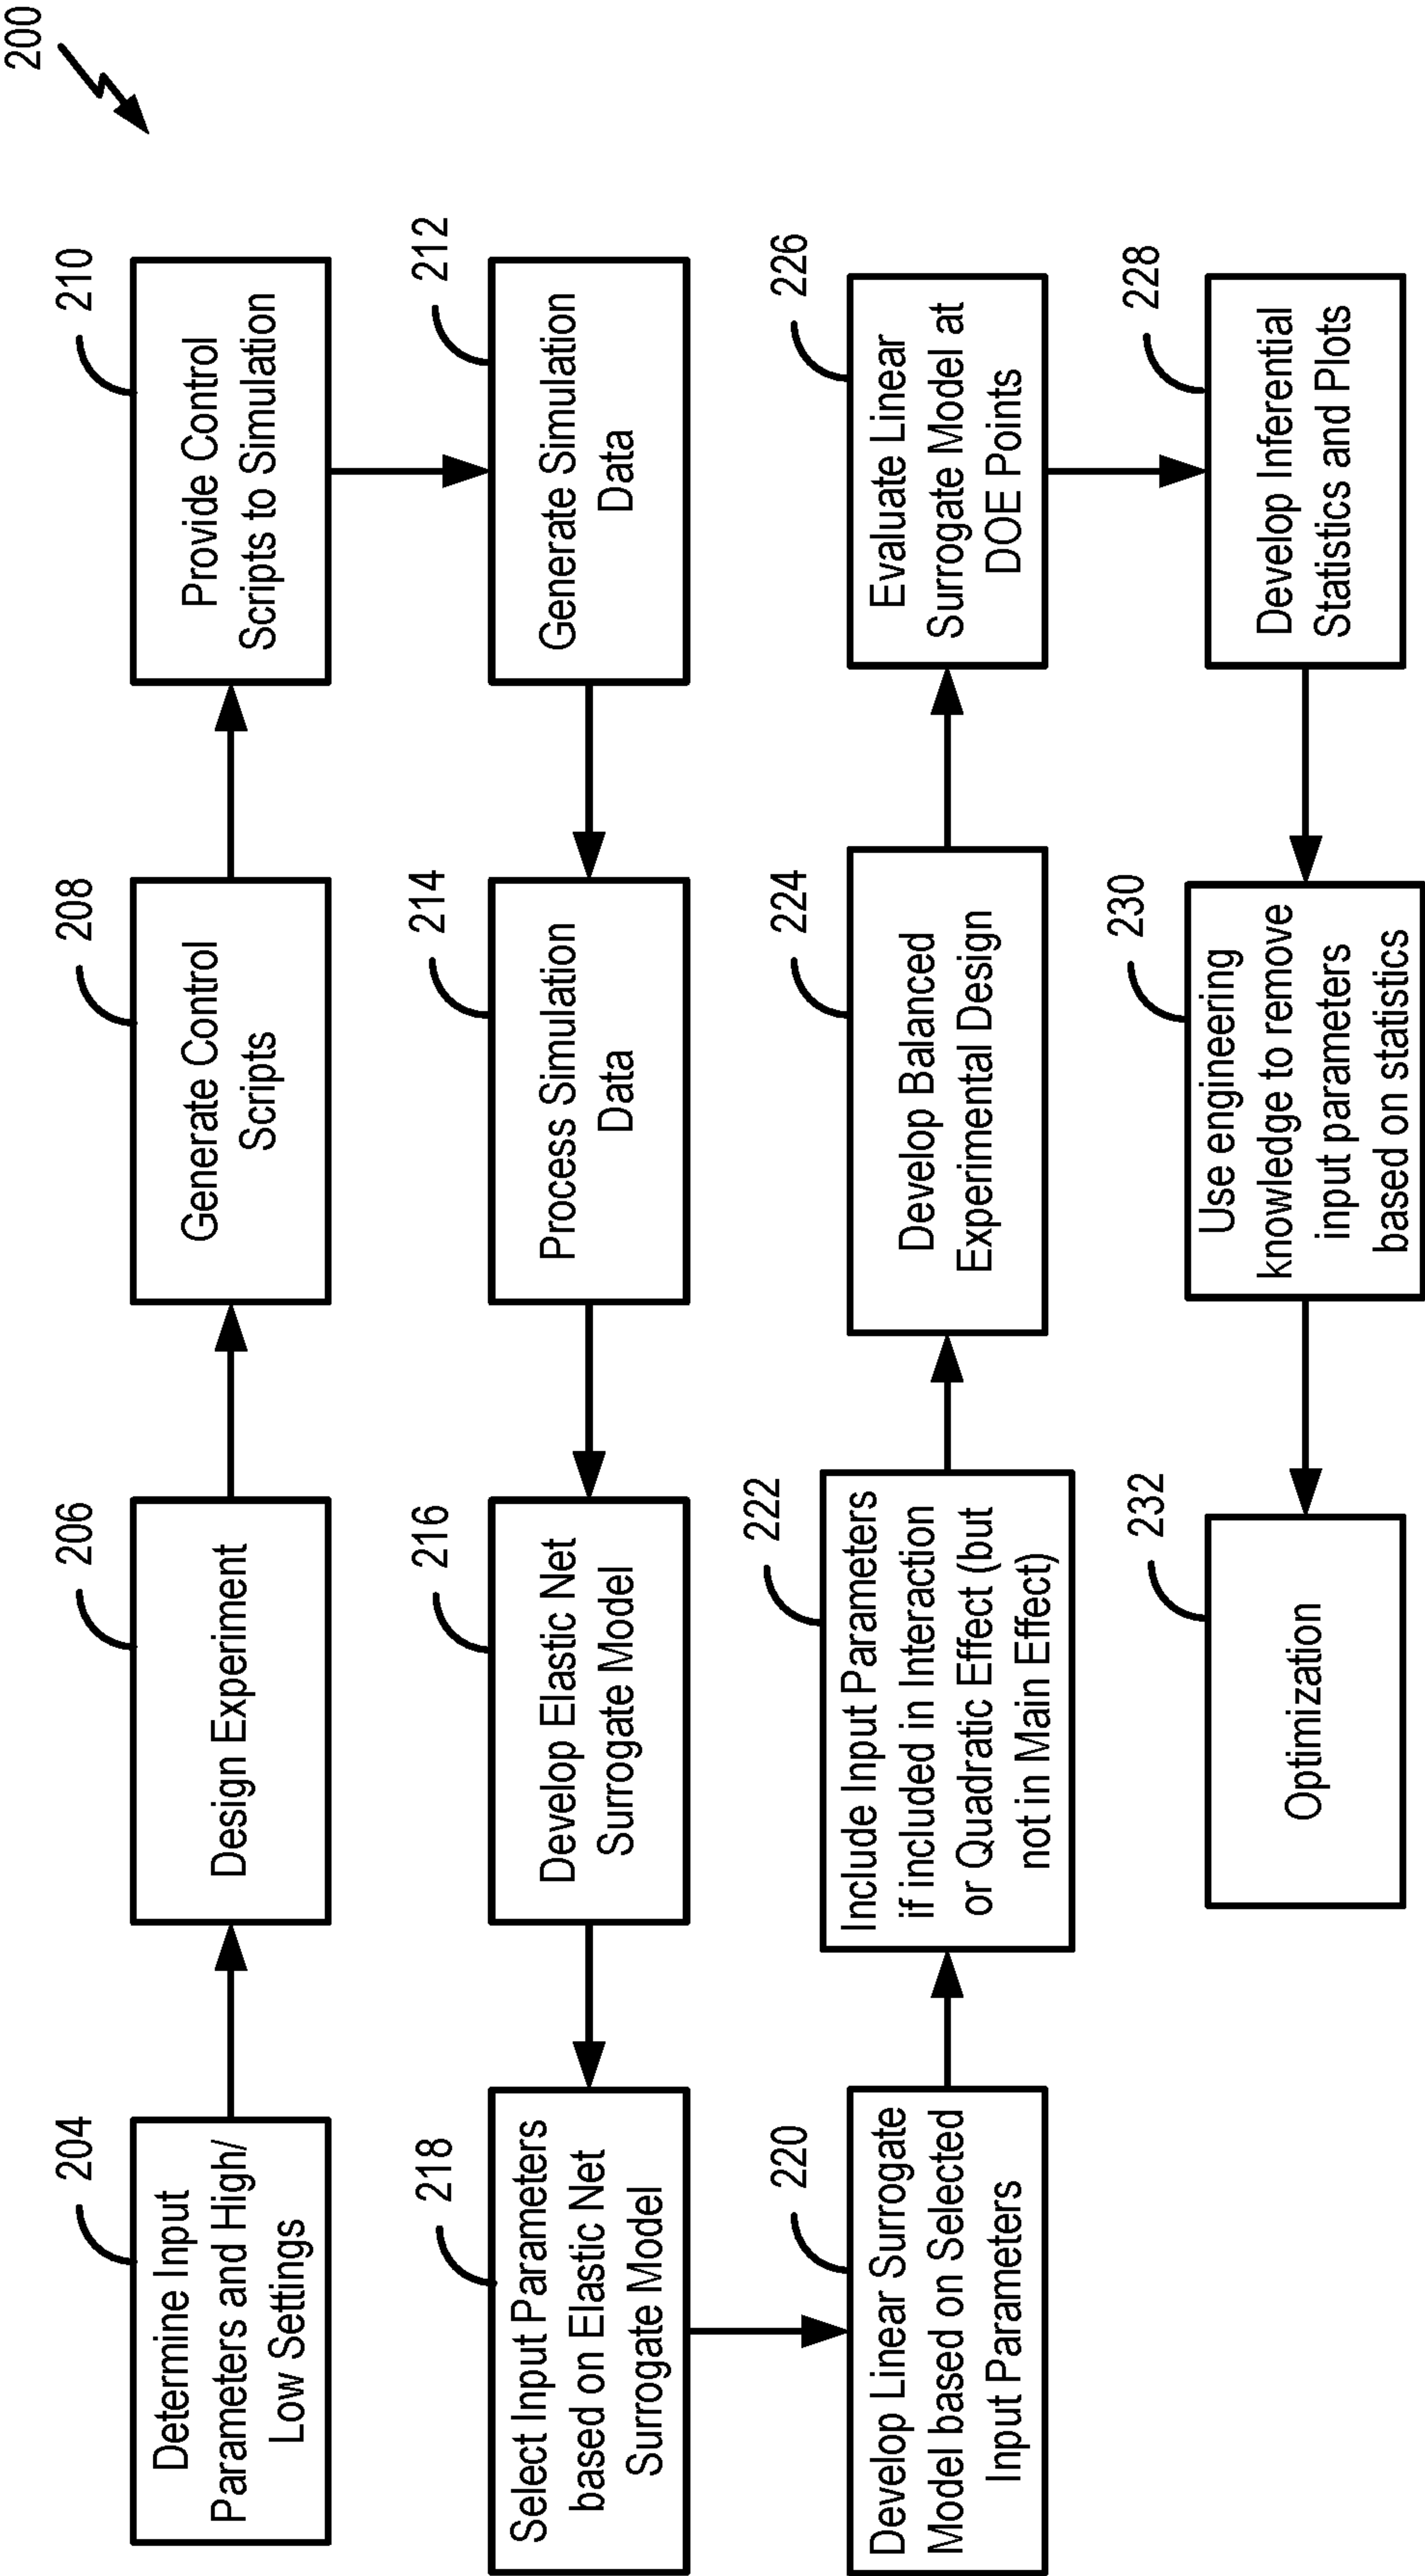 200
204
Determine Input
Parameters and High/
Low Settings
206
Design Experiment
208
Generate Control
Scripts
210
Provide Control
Scripts to Simulation
212
Generate Simulation
Data
214
Process Simulation
Data
216
Develop Elastic Net
Surrogate Model
218
Select Input Parameters
based on Elastic Net
Surrogate Model
220
Develop Linear Surrogate
Model based on Selected
Input Parameters
222
Include Input Parameters
if included in Interaction
or Quadratic Effect (but
not in Main Effect)
224
Develop Balanced
Experimental Design
226
Evaluate Linear
Surrogate Model at
DOE Points
228
Develop Inferential
Statistics and Plots
230
Use engineering
knowledge to remove
input parameters
based on statistics
232
Optimization